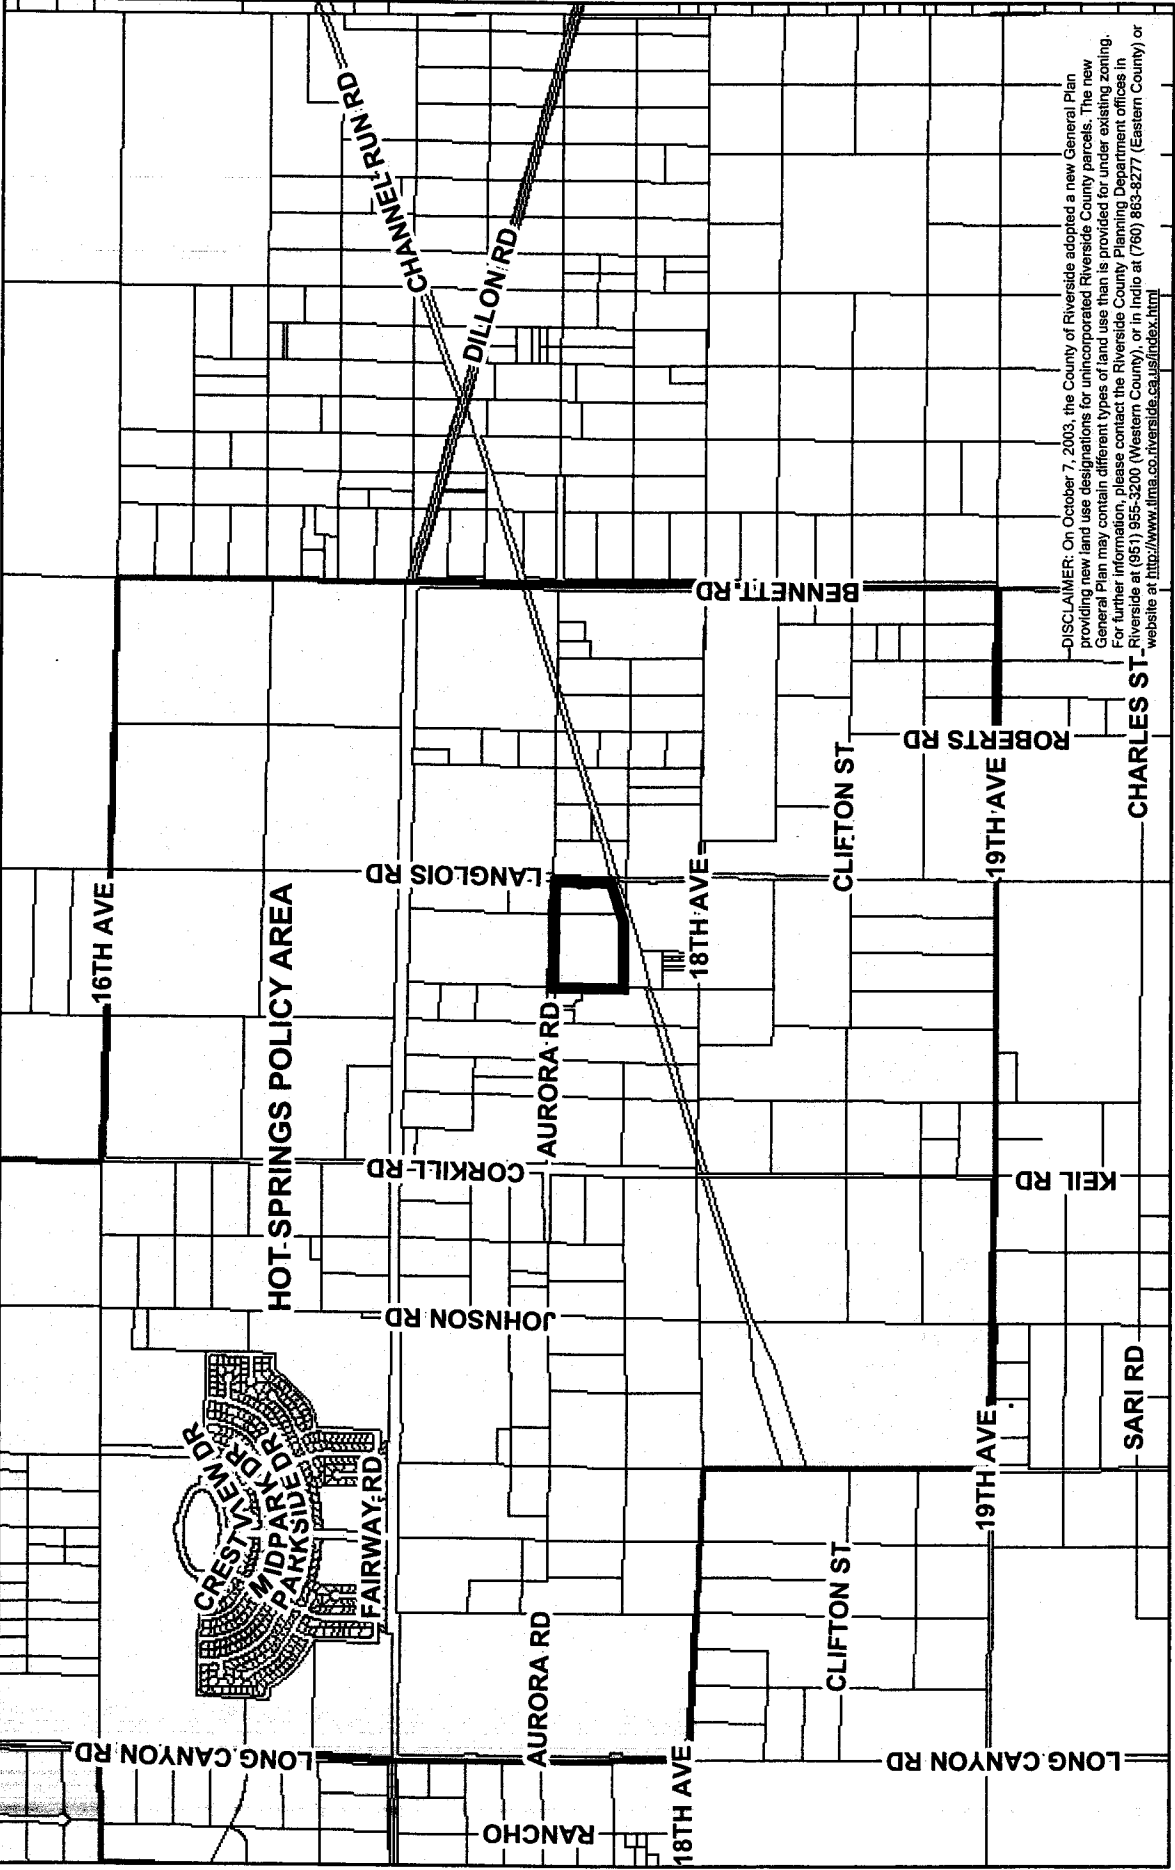 CHANNEL RUN RD
DILLON RD
BENNETT RD
16TH AVE
HOT SPRINGS POLICY AREA
LANGLOIS RD
AURORA RD
18TH AVE
CLIFTON ST
ROBERTS RD
19TH AVE
CHARLES ST
CORKILL RD
KEIL RD
JOHNSON RD
CREST VIEW DR
MIDPARK DR
PARKSIDE DR
FAIRWAY RD
SARI RD
19TH AVE
CLIFTON ST
AURORA RD
LONG CANYON RD
LONG CANYON RD
18TH AVE
RANCHO
DISCLAIMER: On October 7, 2003, the County of Riverside adopted a new General Plan
providing new land use designations for unincorporated Riverside County parcels. The new
General Plan may contain different types of land use than is provided for under existing zoning.
For further information, please contact the Riverside County Planning Department offices in
Riverside at (951) 955-3200 (Western County), or in Indio at (760) 863-8277 (Eastern County) or
website at http://www.tlma.co.riverside.ca.us/index.html